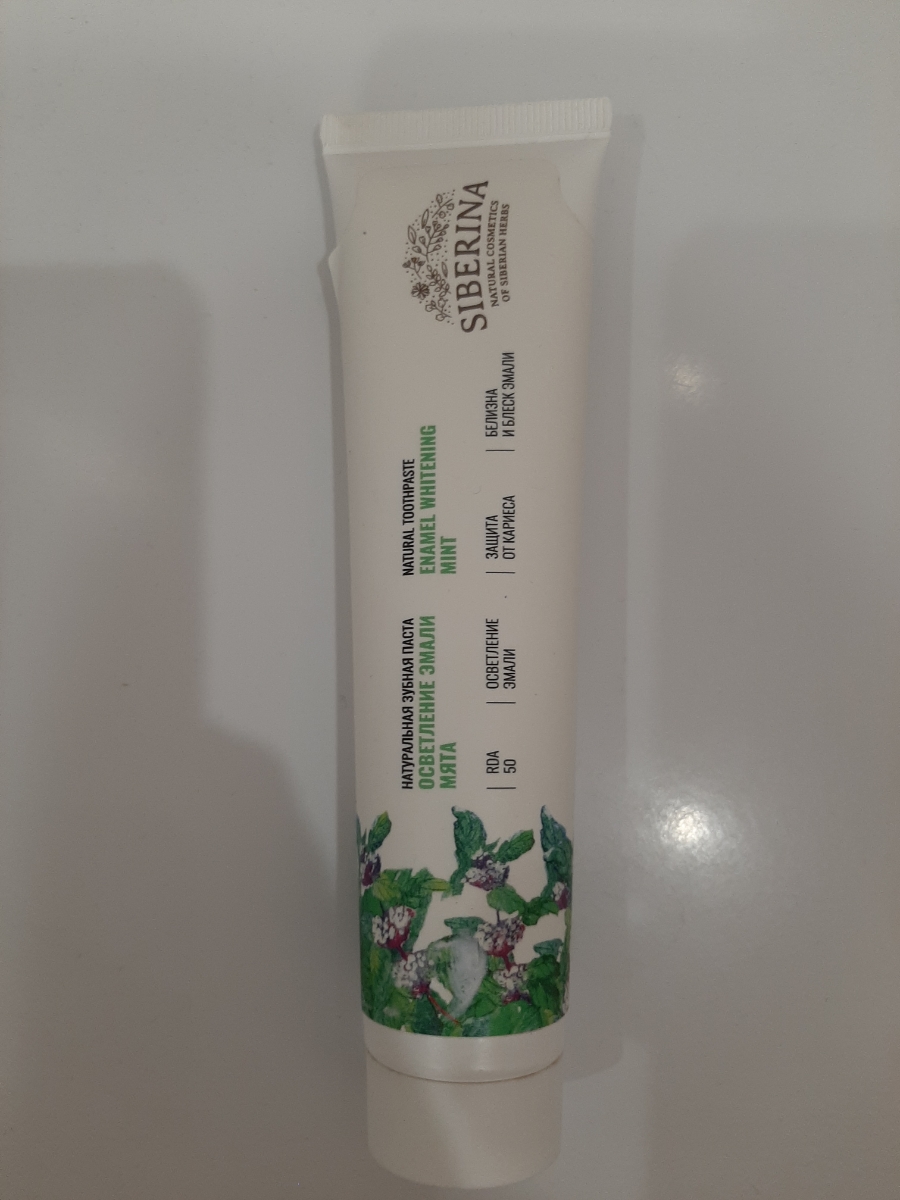 SIBERINA
NATURAL COSMETICS
OF SIBERIAN HERBS
НАТУРАЛЬНАЯ ЗУБНАЯ ПАСТА
ОСВЕТЛЕНИЕ ЭМАЛИ
МЯТА
NATURAL TOOTHPASTE
ENAMEL WHITENING
MINT
RDA
50
ОСВЕТЛЕНИЕ
ЭМАЛИ
ЗАЩИТА
ОТ КАРИЕСА
БЕЛИЗНА
И БЛЕСК ЭМАЛИ